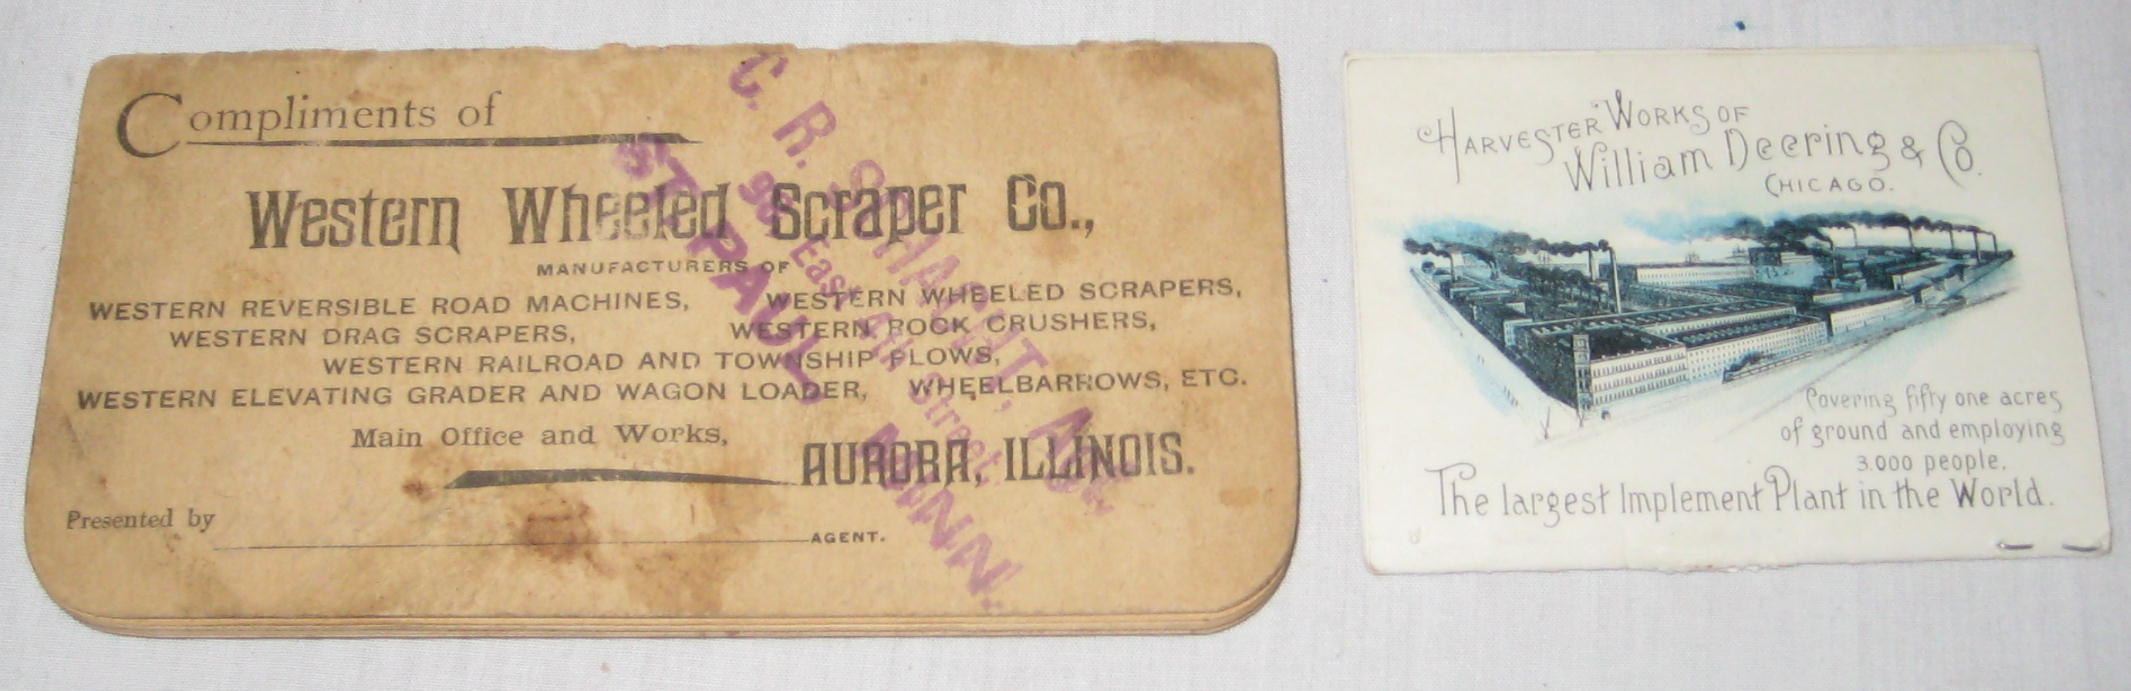 Compliments of
Western Wheeled Scraper Co.,
MANUFACTURERS OF
WESTERN REVERSIBLE ROAD MACHINES, WESTERN WHEELED SCRAPERS,
WESTERN DRAG SCRAPERS, WESTERN ROCK CRUSHERS,
WESTERN RAILROAD AND TOWNSHIP PLOWS,
WESTERN ELEVATING GRADER AND WAGON LOADER, WHEELBARROWS, ETC.
Main Office and Works,
AURORA, ILLINOIS.
Presented by AGENT.
C. R.
East 4th Street,
ST. PAUL MINN.
HARVESTER WORKS OF
William Deering & Co.
CHICAGO.
Covering fifty one acres
of ground and employing
3.000 people.
The largest Implement Plant in the World.